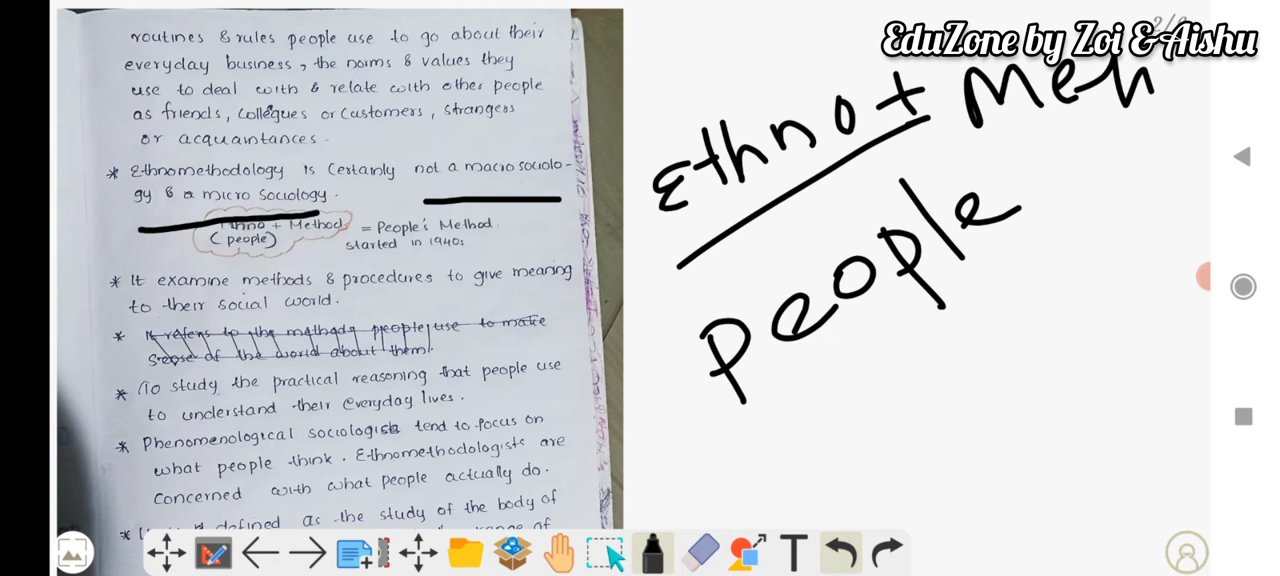 routines & rules people use to go about their
everyday business, the norms & values they
use to deal with & relate with other people
as friends, collegues or customers, strangers
or acquaintances.
* Ethnomethodology is certainly not a macro sociolo-
gy & a micro sociology.
Ethno + Method = People's Method
(people) started in 1940s
* It examine methods & procedures to give meaning
to their social world.
* It refers to the methods people use to make
sense of the world about them.
* To study the practical reasoning that people use
to understand their everyday lives.
* Phenomenological sociologists tend to focus on
what people think. Ethnomethodologists are
concerned with what people actually do.
* defined as the study of the body of
EduZone by Zoi & Aishu
Ethno + Meh
people
T